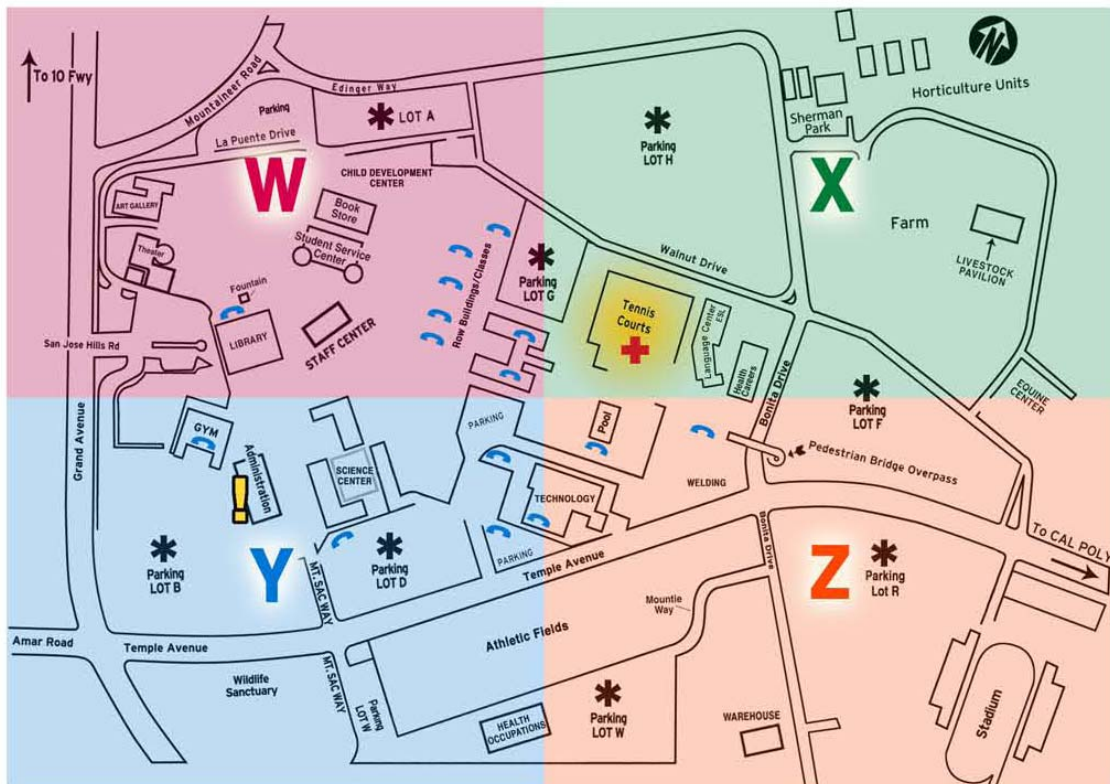 To 10 Fwy
Mountaineer Road
Edinger Way
Parking
LOT A
La Puente Drive
W
CHILD DEVELOPMENT
CENTER
ART GALLERY
Book
Store
Theater
Student Service
Center
Fountain
LIBRARY
STAFF CENTER
Row Buildings/Classes
San Jose Hills Rd
Grand Avenue
N
Horticulture Units
Sherman
Park
Parking
LOT H
X
Farm
LIVESTOCK
PAVILION
Walnut Drive
Parking
LOT G
Tennis
Courts
Language Center
ESL
Health
Careers
Bonita Drive
Parking
LOT F
EQUINE
CENTER
GYM
Administration
SCIENCE
CENTER
PARKING
Y
Parking
LOT B
Parking
LOT D
MT. SAC WAY
PARKING
Amar Road
Temple Avenue
Wildlife
Sanctuary
MT. SAC WAY
Parking
LOT W
Athletic Fields
HEALTH
OCCUPATIONS
Pool
TECHNOLOGY
WELDING
Pedestrian Bridge Overpass
Temple Avenue
Bonita Drive
Z
Parking
Lot R
To CAL POLY
Mountie
Way
Parking
LOT W
WAREHOUSE
Stadium